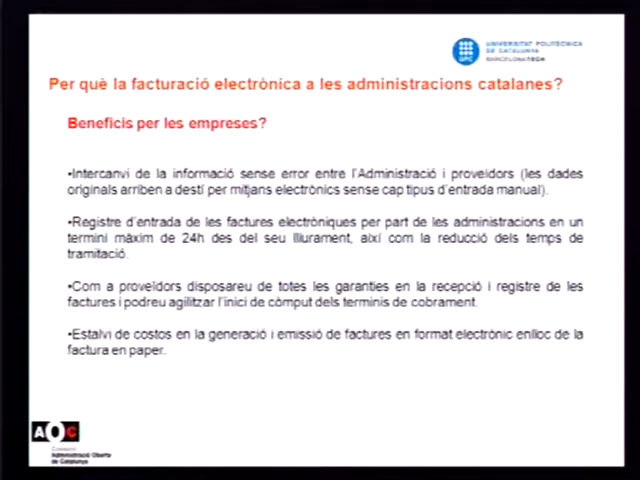 UNIVERSITAT POLITÈCNICA
DE CATALUNYA
BARCELONATECH
UPC
Per què la facturació electrònica a les administracions catalanes?
Beneficis per les empreses?
•Intercanvi de la informació sense error entre l'Administració i proveïdors (les dades
originals arriben a destí per mitjans electrònics sense cap tipus d'entrada manual).
•Registre d'entrada de les factures electròniques per part de les administracions en un
termini màxim de 24h des del seu lliurament, així com la reducció dels temps de
tramitació.
•Com a proveïdors disposareu de totes les garanties en la recepció i registre de les
factures i podreu agilitzar l'inici de còmput dels terminis de cobrament.
•Estalvi de costos en la generació i emissió de factures en format electrònic enlloc de la
factura en paper.
AOC
Consorci
Administració Oberta
de Catalunya